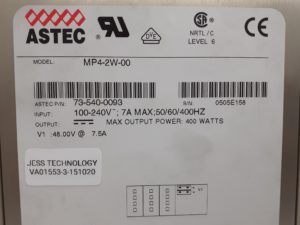 ASTEC
NRTL/C
LEVEL 6
MODEL: MP4-2W-00
ASTEC P/N: 73-540-0093
S/N: 0505E158
INPUT: 100-240V~; 7A MAX;50/60/400HZ
OUTPUT: MAX OUTPUT POWER: 400 WATTS
V1 :48.00V @ 7.5A
JESS TECHNOLOGY
VA01553-3-151020
V1